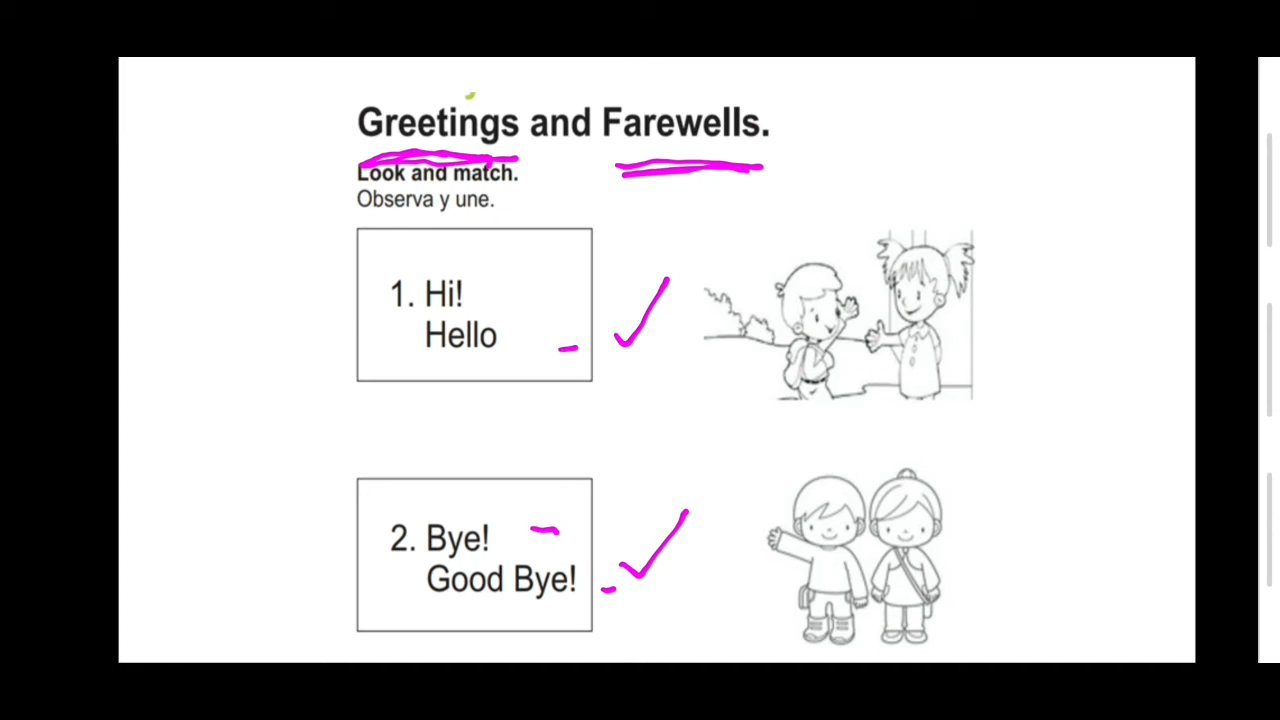 Greetings and Farewells.
Look and match.
Observa y une.
1. Hi!
Hello
2. Bye!
Good Bye!